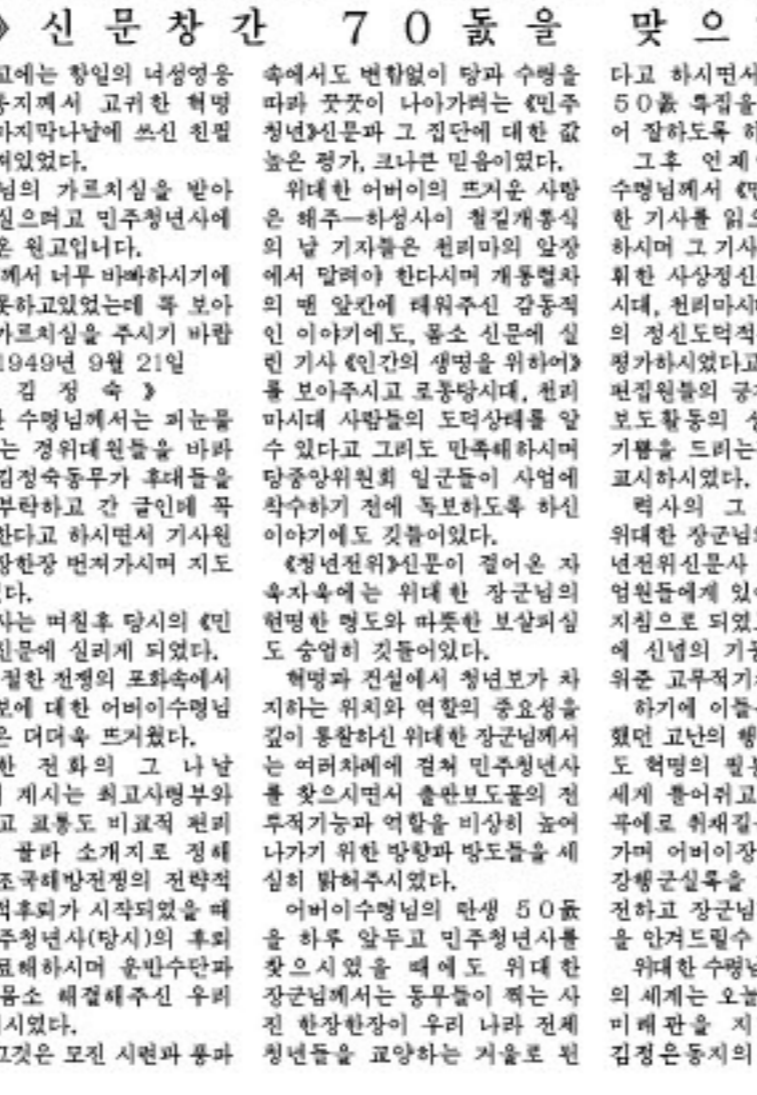 》 신 문 창 간 7 0 돐 을 맞 으
고에는 항일의 녀성영웅
동지께서 고귀한 혁명
마지막나날에 쓰신 친필
져있었다.
님의 가르치심을 받아
실으려고 민주청년사에
온 원고입니다.
께서 너무 바빠하시기에
못하고있었는데 꼭 보아
가르치심을 주시기 바랍
1949년 9월 21일
김 정 숙 》
수령님께서는 피눈물
는 경위대원들을 바라
김정숙동무가 후대들을
부탁하고 간 글인데 꼭
한다고 하시면서 기사원
장한장 번져가시며 지도
다.
사는 며칠후 당시의 《민
신문에 실리게 되였다.
절한 전쟁의 포화속에서
보에 대한 어버이수령님
은 더더욱 뜨거웠다.
한 전화의 그 나날
제시는 최고사령부와
고 교통도 비교적 편리
골라 소개지로 정해
조국해방전쟁의 전략적
적후퇴가 시작되였을 때
주청년사(당시)의 후퇴
료해하시며 운반수단까
몸소 해결해주신 우리
시였다.
그것은 모진 시련과 풍파
속에서도 변함없이 당과 수령을
따라 꿋꿋이 나아가려는 《민주
청년》신문과 그 집단에 대한 값
높은 평가, 크나큰 믿음이였다.
위대한 어버이의 뜨거운 사랑
은 해주―하성사이 철길개통식
의 날 기자들은 천리마의 앞장
에서 달려야 한다시며 개통렬차
의 맨 앞칸에 태워주신 감동적
인 이야기에도, 몸소 신문에 실
린 기사 《인간의 생명을 위하여》
를 보아주시고 로동당시대, 천리
마시대 사람들의 도덕상태를 알
수 있다고 그리도 만족해하시며
당중앙위원회 일군들이 사업에
착수하기 전에 독보하도록 하신
이야기에도 깃들어있다.
《청년전위》신문이 걸어온 자
욱자욱에는 위대한 장군님의
현명한 령도와 따뜻한 보살피심
도 숭엄히 깃들어있다.
혁명과 건설에서 청년보가 차
지하는 위치와 역할의 중요성을
깊이 통찰하신 위대한 장군님께서
는 여러차례에 걸쳐 민주청년사
를 찾으시면서 출판보도물의 전
투적기능과 역할을 비상히 높여
나가기 위한 방향과 방도들을 세
심히 밝혀주시였다.
어버이수령님의 탄생 50돐
을 하루 앞두고 민주청년사를
찾으시였을 때에도 위대한
장군님께서는 동무들이 찍는 사
진 한장한장이 우리 나라 전체
청년들을 교양하는 거울로 된
다고 하시면서
50돐 특집을
어 잘하도록 하
그후 언제
수령님께서 《민
한 기사를 읽으
하시며 그 기사
휘한 사상정신
시대, 천리마시대
의 정신도덕적
평가하시였다고
편집원들의 긍지
보도활동의 성
기쁨을 드리는
교시하시였다.
력사의 그
위대한 장군님의
년전위신문사
업원들에게 있어
지침으로 되였고
에 신념의 기둥
워준 고무적기치
하기에 이들은
했던 고난의 행
도 혁명의 필봉
세게 틀어쥐고
곡에로 취재길을
가며 어버이장
강행군실록을
전하고 장군님
을 안겨드릴수
위대한 수령님
의 세계는 오늘
미래관을 지
김정은동지의